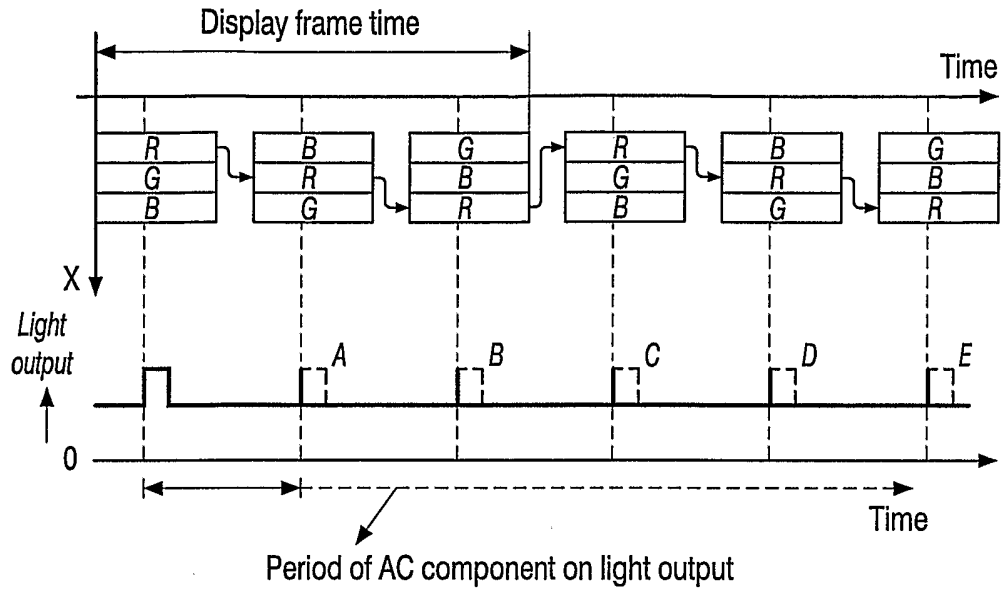 Display frame time
Time
R B G R B G
G R B G R B
B G R B G R
X
Light
output
A B C D E
0
Time
Period of AC component on light output